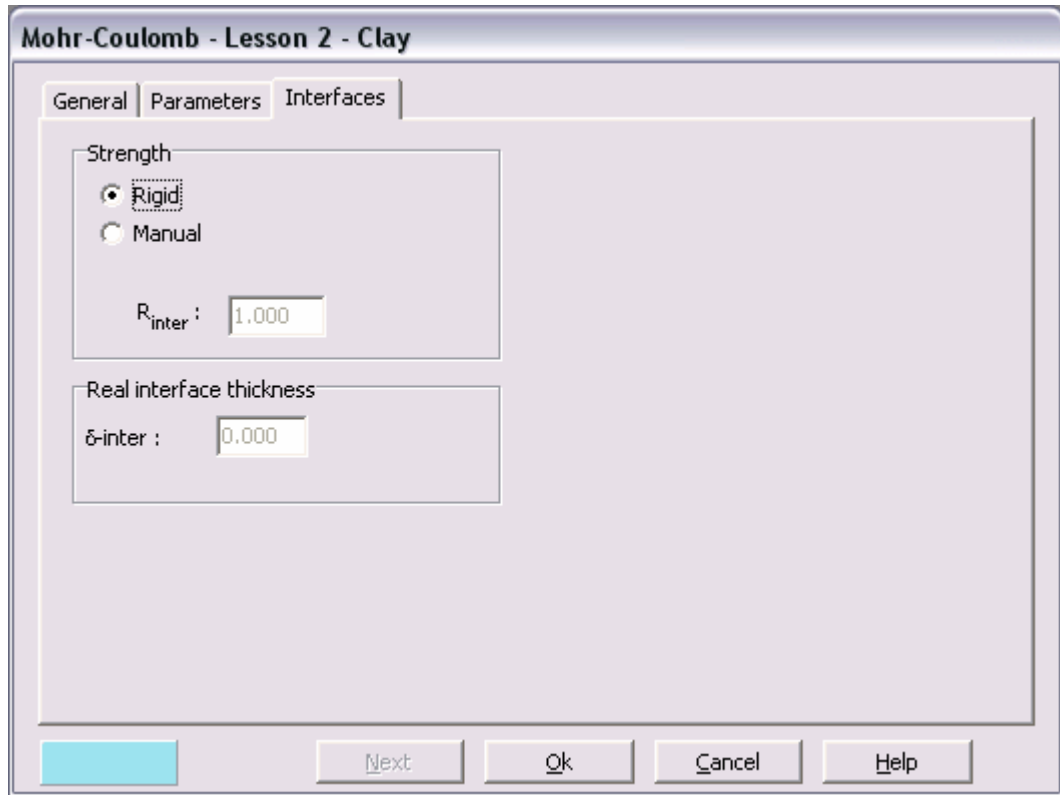 Mohr-Coulomb - Lesson 2 - Clay
General Parameters Interfaces
Strength
Rigid
Manual
Rinter : 1.000
Real interface thickness
δ-inter : 0.000
Next Ok Cancel Help